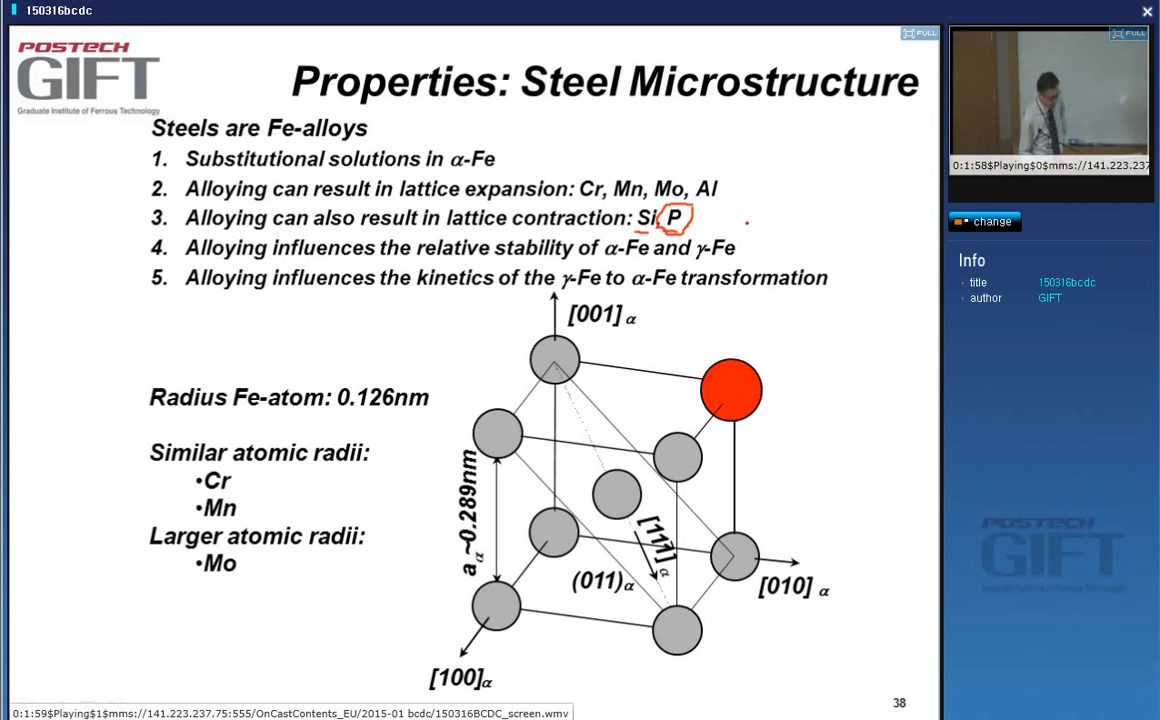 150316bcdc
POSTECH
GIFT
Graduate Institute of Ferrous Technology
FULL
Properties: Steel Microstructure
Steels are Fe-alloys
1. Substitutional solutions in α-Fe
2. Alloying can result in lattice expansion: Cr, Mn, Mo, Al
3. Alloying can also result in lattice contraction: Si, P
4. Alloying influences the relative stability of α-Fe and γ-Fe
5. Alloying influences the kinetics of the γ-Fe to α-Fe transformation
[001] α
Radius Fe-atom: 0.126nm
Similar atomic radii:
•Cr
•Mn
Larger atomic radii:
•Mo
aα~0.289nm
[111]α
(011)α
[010] α
[100]α
38
0:1:59$Playing$1$mms://141.223.237.75:555/OnCastContents_EU/2015-01 bcdc/150316BCDC_screen.wmv
FULL
0:1:58$Playing$0$mms://141.223.237
change
Info
title 150316bcdc
author GIFT
POSTECH
GIFT